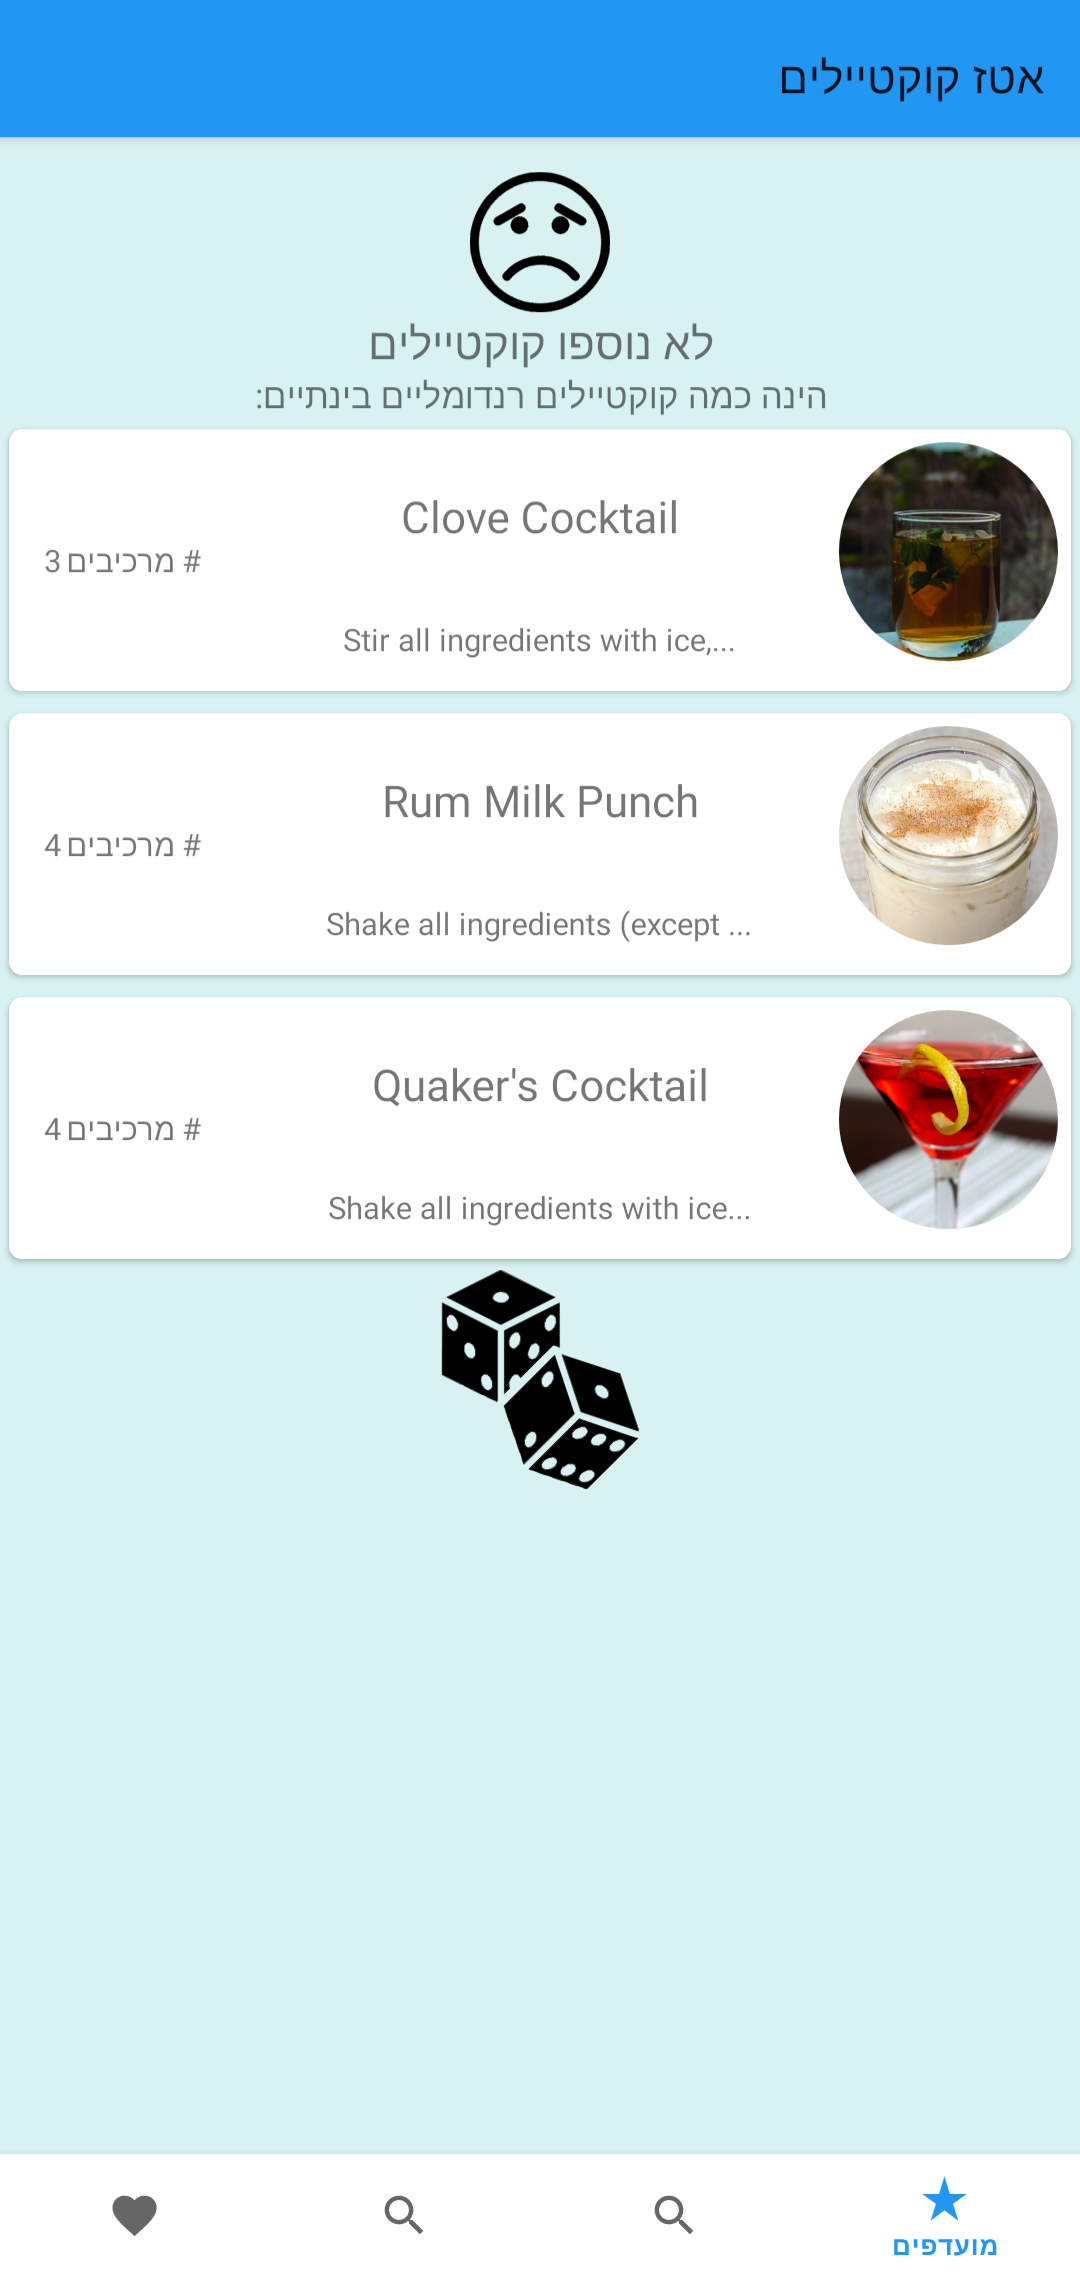 אטז קוקטיילים
לא נוספו קוקטיילים
הינה כמה קוקטיילים רנדומליים בינתיים:
Clove Cocktail
# מרכיבים 3
Stir all ingredients with ice,...
Rum Milk Punch
# מרכיבים 4
Shake all ingredients (except ...
Quaker's Cocktail
# מרכיבים 4
Shake all ingredients with ice...
מועדפים